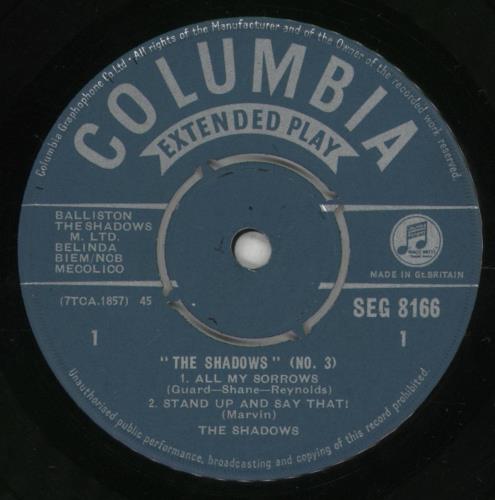 Columbia Graphophone Co Ltd · All rights of the Manufacturer and of the Owner of the recorded work reserved.
COLUMBIA
EXTENDED PLAY
BALLISTON
THE SHADOWS
M. LTD.
BELINDA
BIEM/NCB
MECOLICO
MADE IN Gt.BRITAIN
(7TCA.1857) 45
SEG 8166
1
1
"THE SHADOWS" (NO. 3)
1. ALL MY SORROWS
(Guard—Shane—Reynolds)
2. STAND UP AND SAY THAT!
(Marvin)
THE SHADOWS
Unauthorised public performance, broadcasting and copying of this record prohibited.